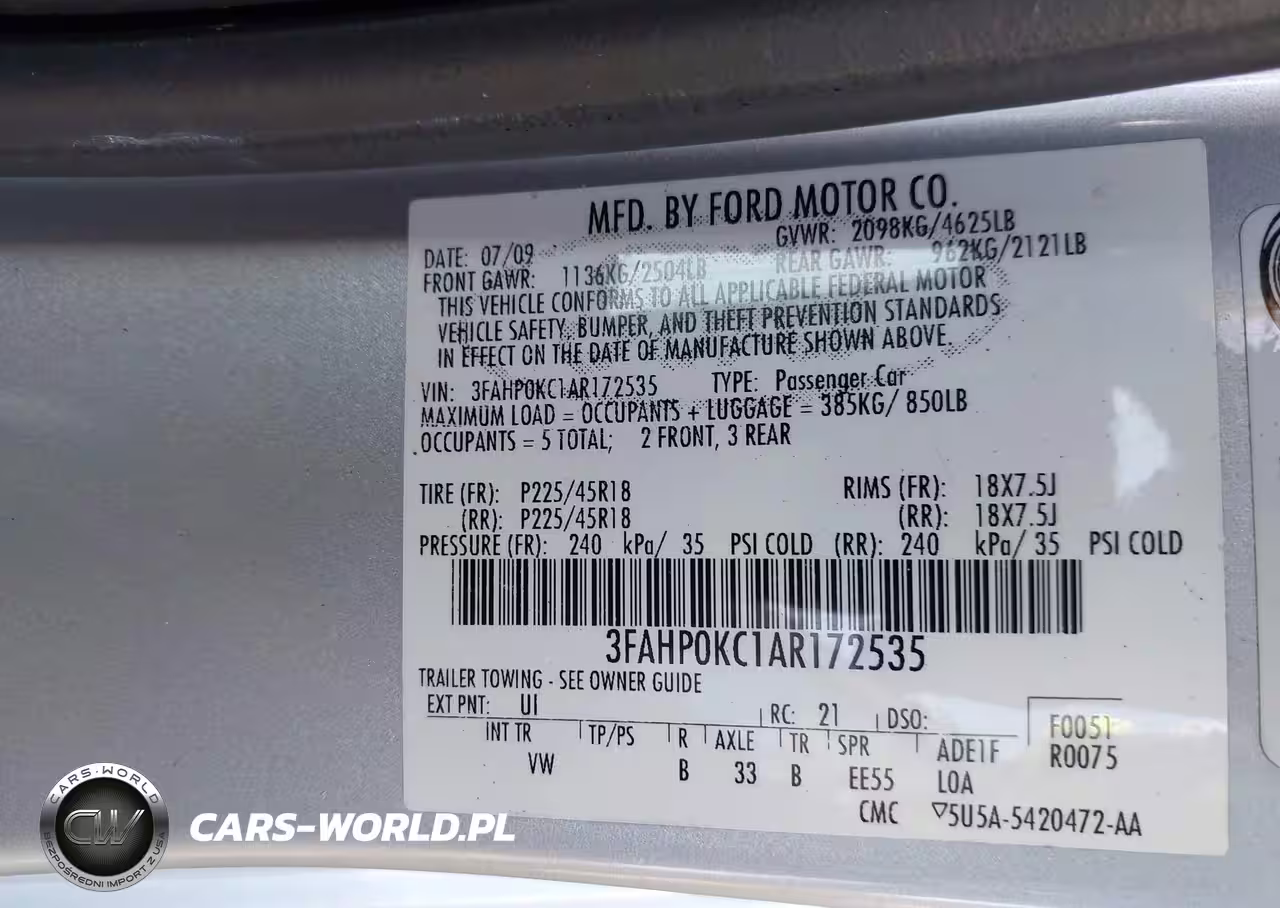 MFD. BY FORD MOTOR CO.
DATE: 07/09 GVWR: 2098KG/4625LB
FRONT GAWR: 1136KG/2504LB REAR GAWR: 962KG/2121LB
THIS VEHICLE CONFORMS TO ALL APPLICABLE FEDERAL MOTOR
VEHICLE SAFETY, BUMPER, AND THEFT PREVENTION STANDARDS
IN EFFECT ON THE DATE OF MANUFACTURE SHOWN ABOVE.
VIN: 3FAHP0KC1AR172535 TYPE: Passenger Car
MAXIMUM LOAD = OCCUPANTS + LUGGAGE = 385KG/ 850LB
OCCUPANTS = 5 TOTAL; 2 FRONT, 3 REAR
TIRE (FR): P225/45R18 RIMS (FR): 18X7.5J
(RR): P225/45R18 (RR): 18X7.5J
PRESSURE (FR): 240 kPa/ 35 PSI COLD (RR): 240 kPa/ 35 PSI COLD
3FAHP0KC1AR172535
TRAILER TOWING - SEE OWNER GUIDE
EXT PNT: UI RC: 21 DSO: F0051
INT TR TP/PS R AXLE TR SPR ADE1F R0075
VW B 33 B EE55 LOA
CMC ▽5U5A-5420472-AA
CARS-WORLD
CW
BEZPOŚREDNI IMPORT Z USA
CARS-WORLD.PL